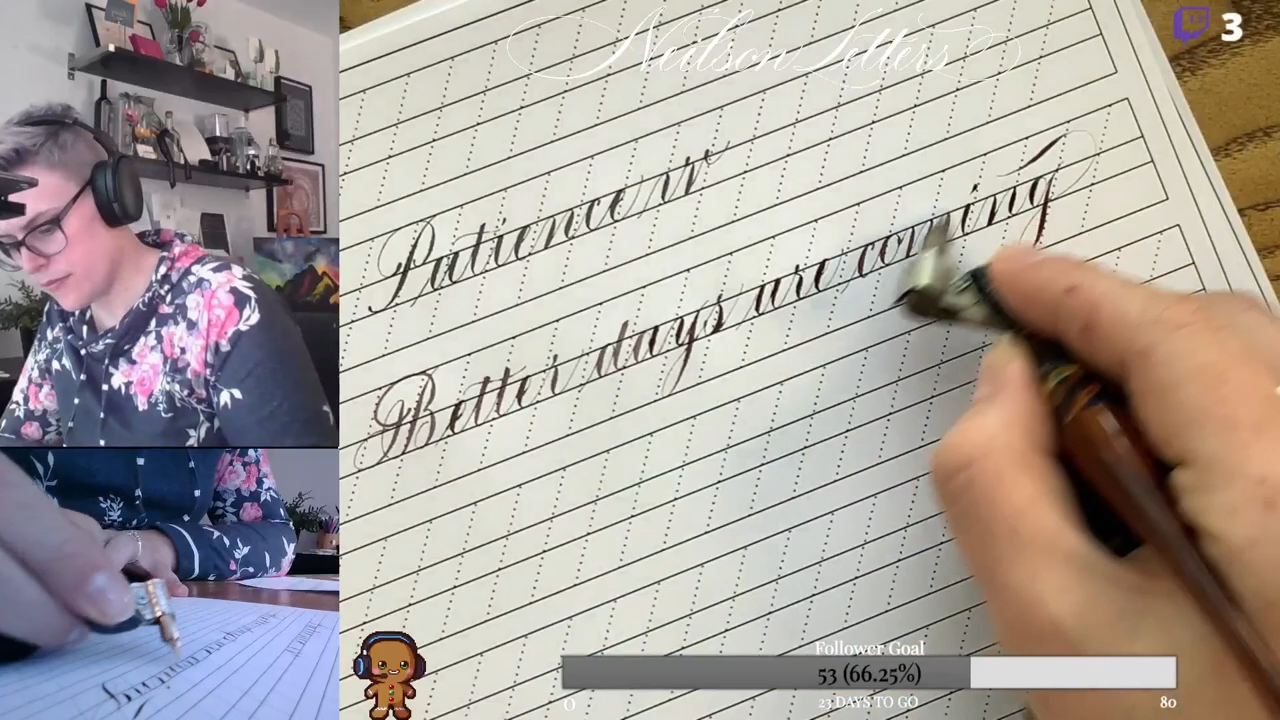 Neilson Letters
3
Patience is
Better days are coming
Follower Goal
53 (66.25%)
0 23 DAYS TO GO 80